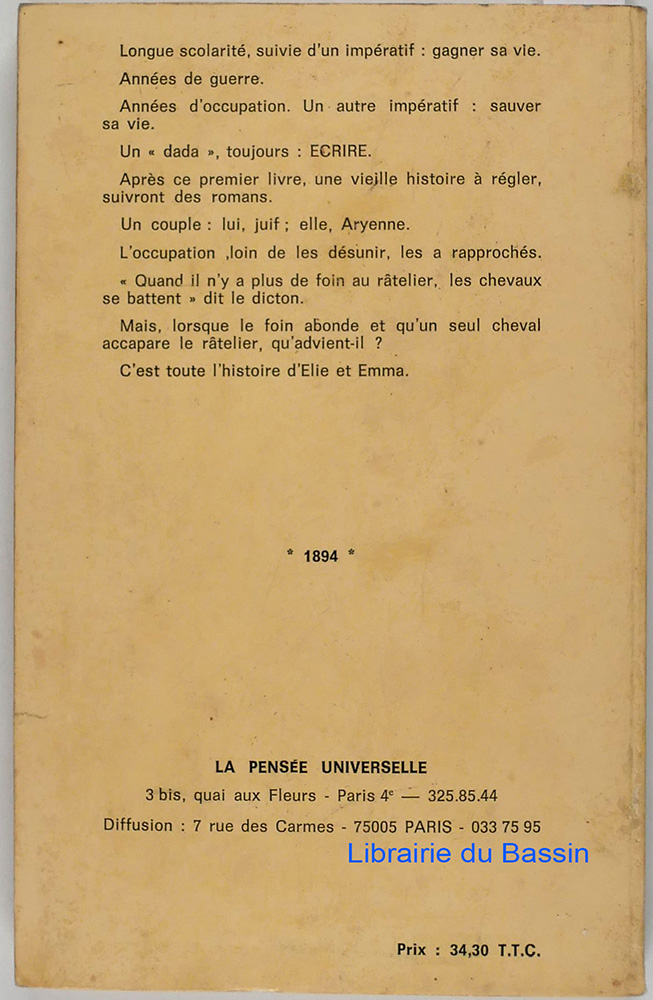 Longue scolarité, suivie d'un impératif : gagner sa vie.
Années de guerre.
Années d'occupation. Un autre impératif : sauver
sa vie.
Un « dada », toujours : ECRIRE.
Après ce premier livre, une vieille histoire à régler,
suivront des romans.
Un couple : lui, juif ; elle, Aryenne.
L'occupation ,loin de les désunir, les a rapprochés.
« Quand il n'y a plus de foin au râtelier, les chevaux
se battent » dit le dicton.
Mais, lorsque le foin abonde et qu'un seul cheval
accapare le râtelier, qu'advient-il ?
C'est toute l'histoire d'Elie et Emma.
* 1894 *
LA PENSÉE UNIVERSELLE
3 bis, quai aux Fleurs - Paris 4e — 325.85.44
Diffusion : 7 rue des Carmes - 75005 PARIS - 033 75 95
Librairie du Bassin
Prix : 34,30 T.T.C.